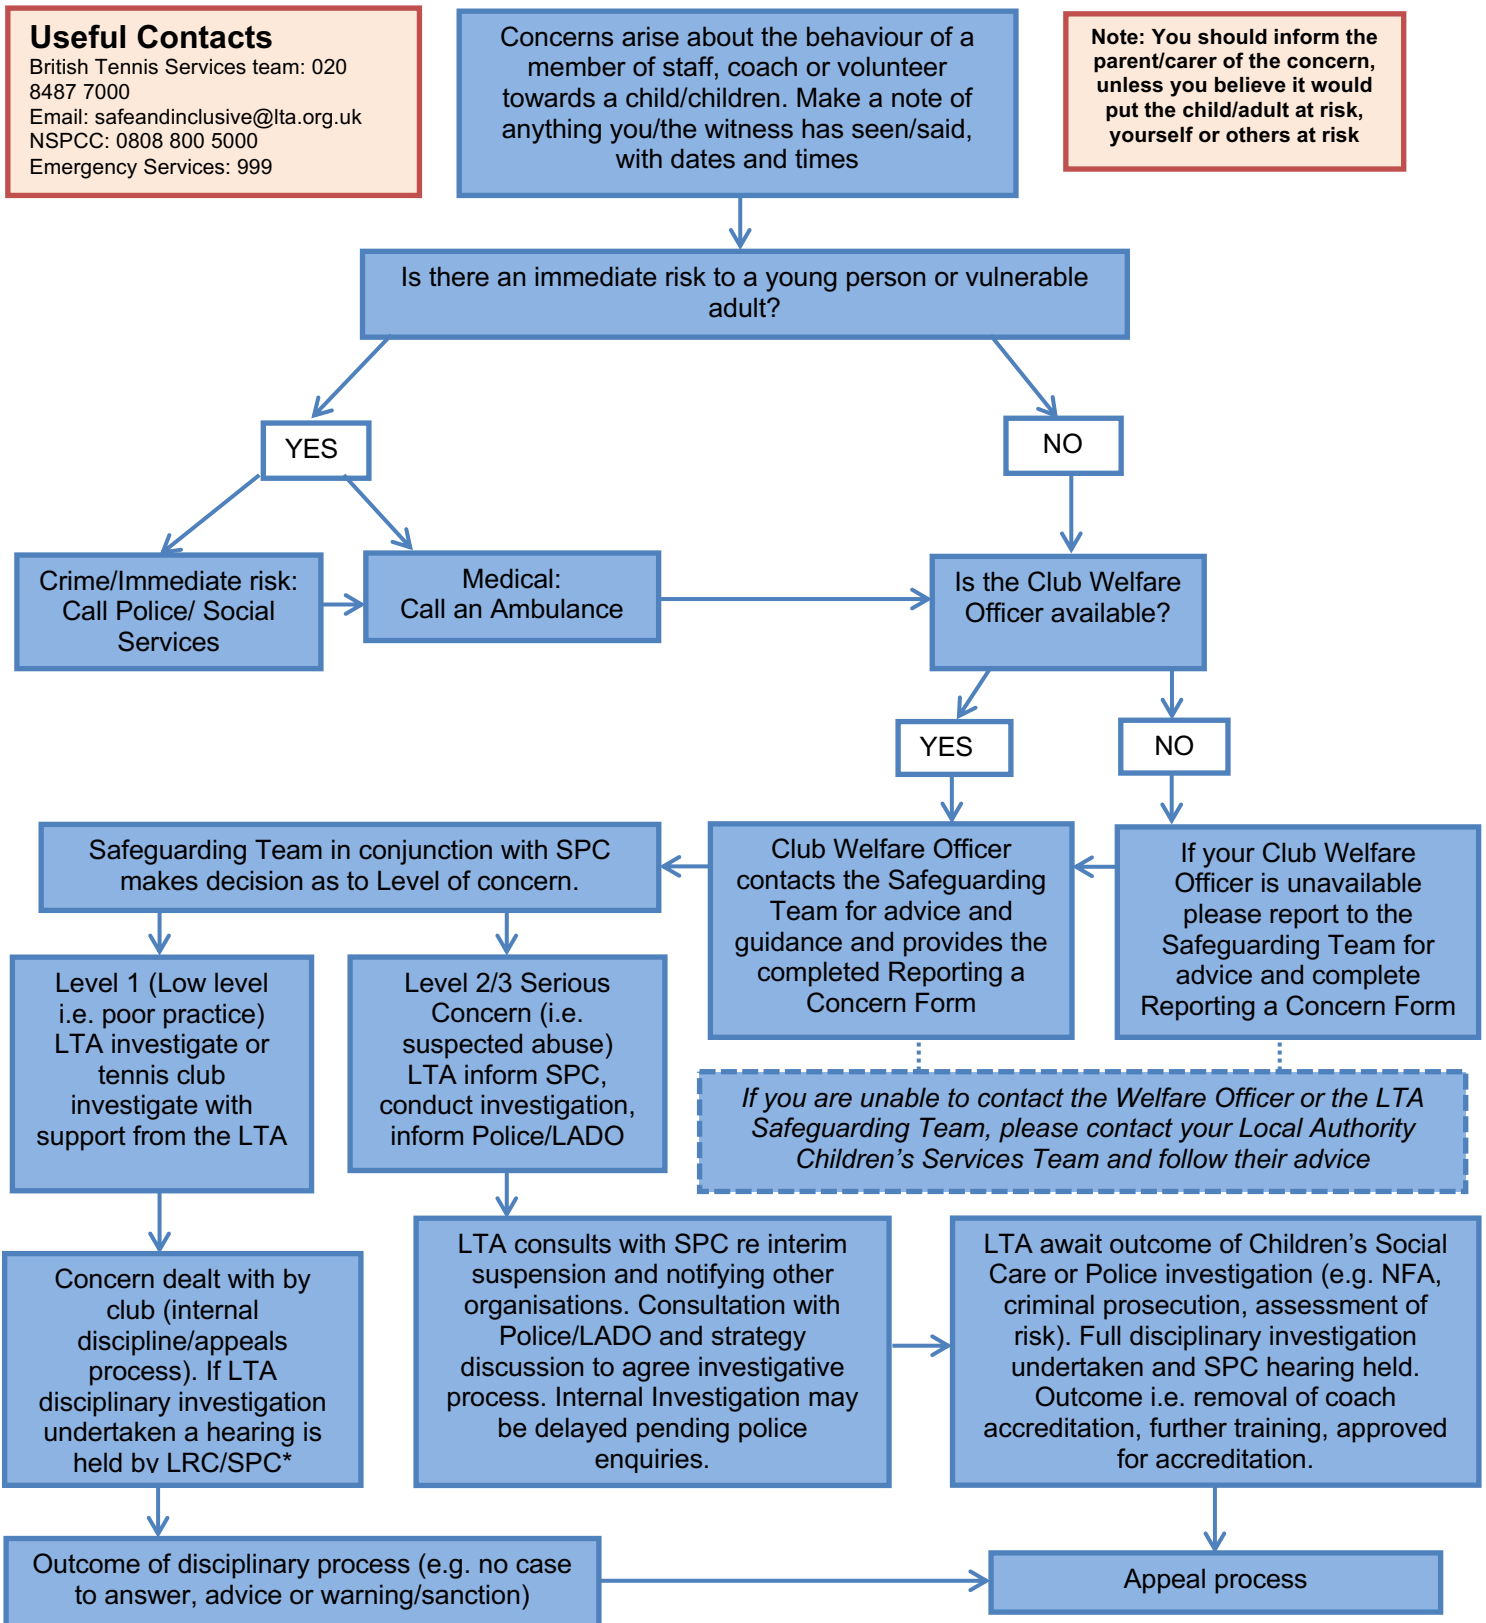 Useful Contacts
British Tennis Services team: 020
8487 7000
Email: safeandinclusive@lta.org.uk
NSPCC: 0808 800 5000
Emergency Services: 999
Concerns arise about the behaviour of a
member of staff, coach or volunteer
towards a child/children. Make a note of
anything you/the witness has seen/said,
with dates and times
Note: You should inform the
parent/carer of the concern,
unless you believe it would
put the child/adult at risk,
yourself or others at risk
Is there an immediate risk to a young person or vulnerable
adult?
YES
NO
Crime/Immediate risk:
Call Police/ Social
Services
Medical:
Call an Ambulance
Is the Club Welfare
Officer available?
YES
NO
Safeguarding Team in conjunction with SPC
makes decision as to Level of concern.
Club Welfare Officer
contacts the Safeguarding
Team for advice and
guidance and provides the
completed Reporting a
Concern Form
If your Club Welfare
Officer is unavailable
please report to the
Safeguarding Team for
advice and complete
Reporting a Concern Form
Level 1 (Low level
i.e. poor practice)
LTA investigate or
tennis club
investigate with
support from the LTA
Level 2/3 Serious
Concern (i.e.
suspected abuse)
LTA inform SPC,
conduct investigation,
inform Police/LADO
If you are unable to contact the Welfare Officer or the LTA
Safeguarding Team, please contact your Local Authority
Children’s Services Team and follow their advice
Concern dealt with by
club (internal
discipline/appeals
process). If LTA
disciplinary investigation
undertaken a hearing is
held by LRC/SPC*
LTA consults with SPC re interim
suspension and notifying other
organisations. Consultation with
Police/LADO and strategy
discussion to agree investigative
process. Internal Investigation may
be delayed pending police
enquiries.
LTA await outcome of Children’s Social
Care or Police investigation (e.g. NFA,
criminal prosecution, assessment of
risk). Full disciplinary investigation
undertaken and SPC hearing held.
Outcome i.e. removal of coach
accreditation, further training, approved
for accreditation.
Outcome of disciplinary process (e.g. no case
to answer, advice or warning/sanction)
Appeal process